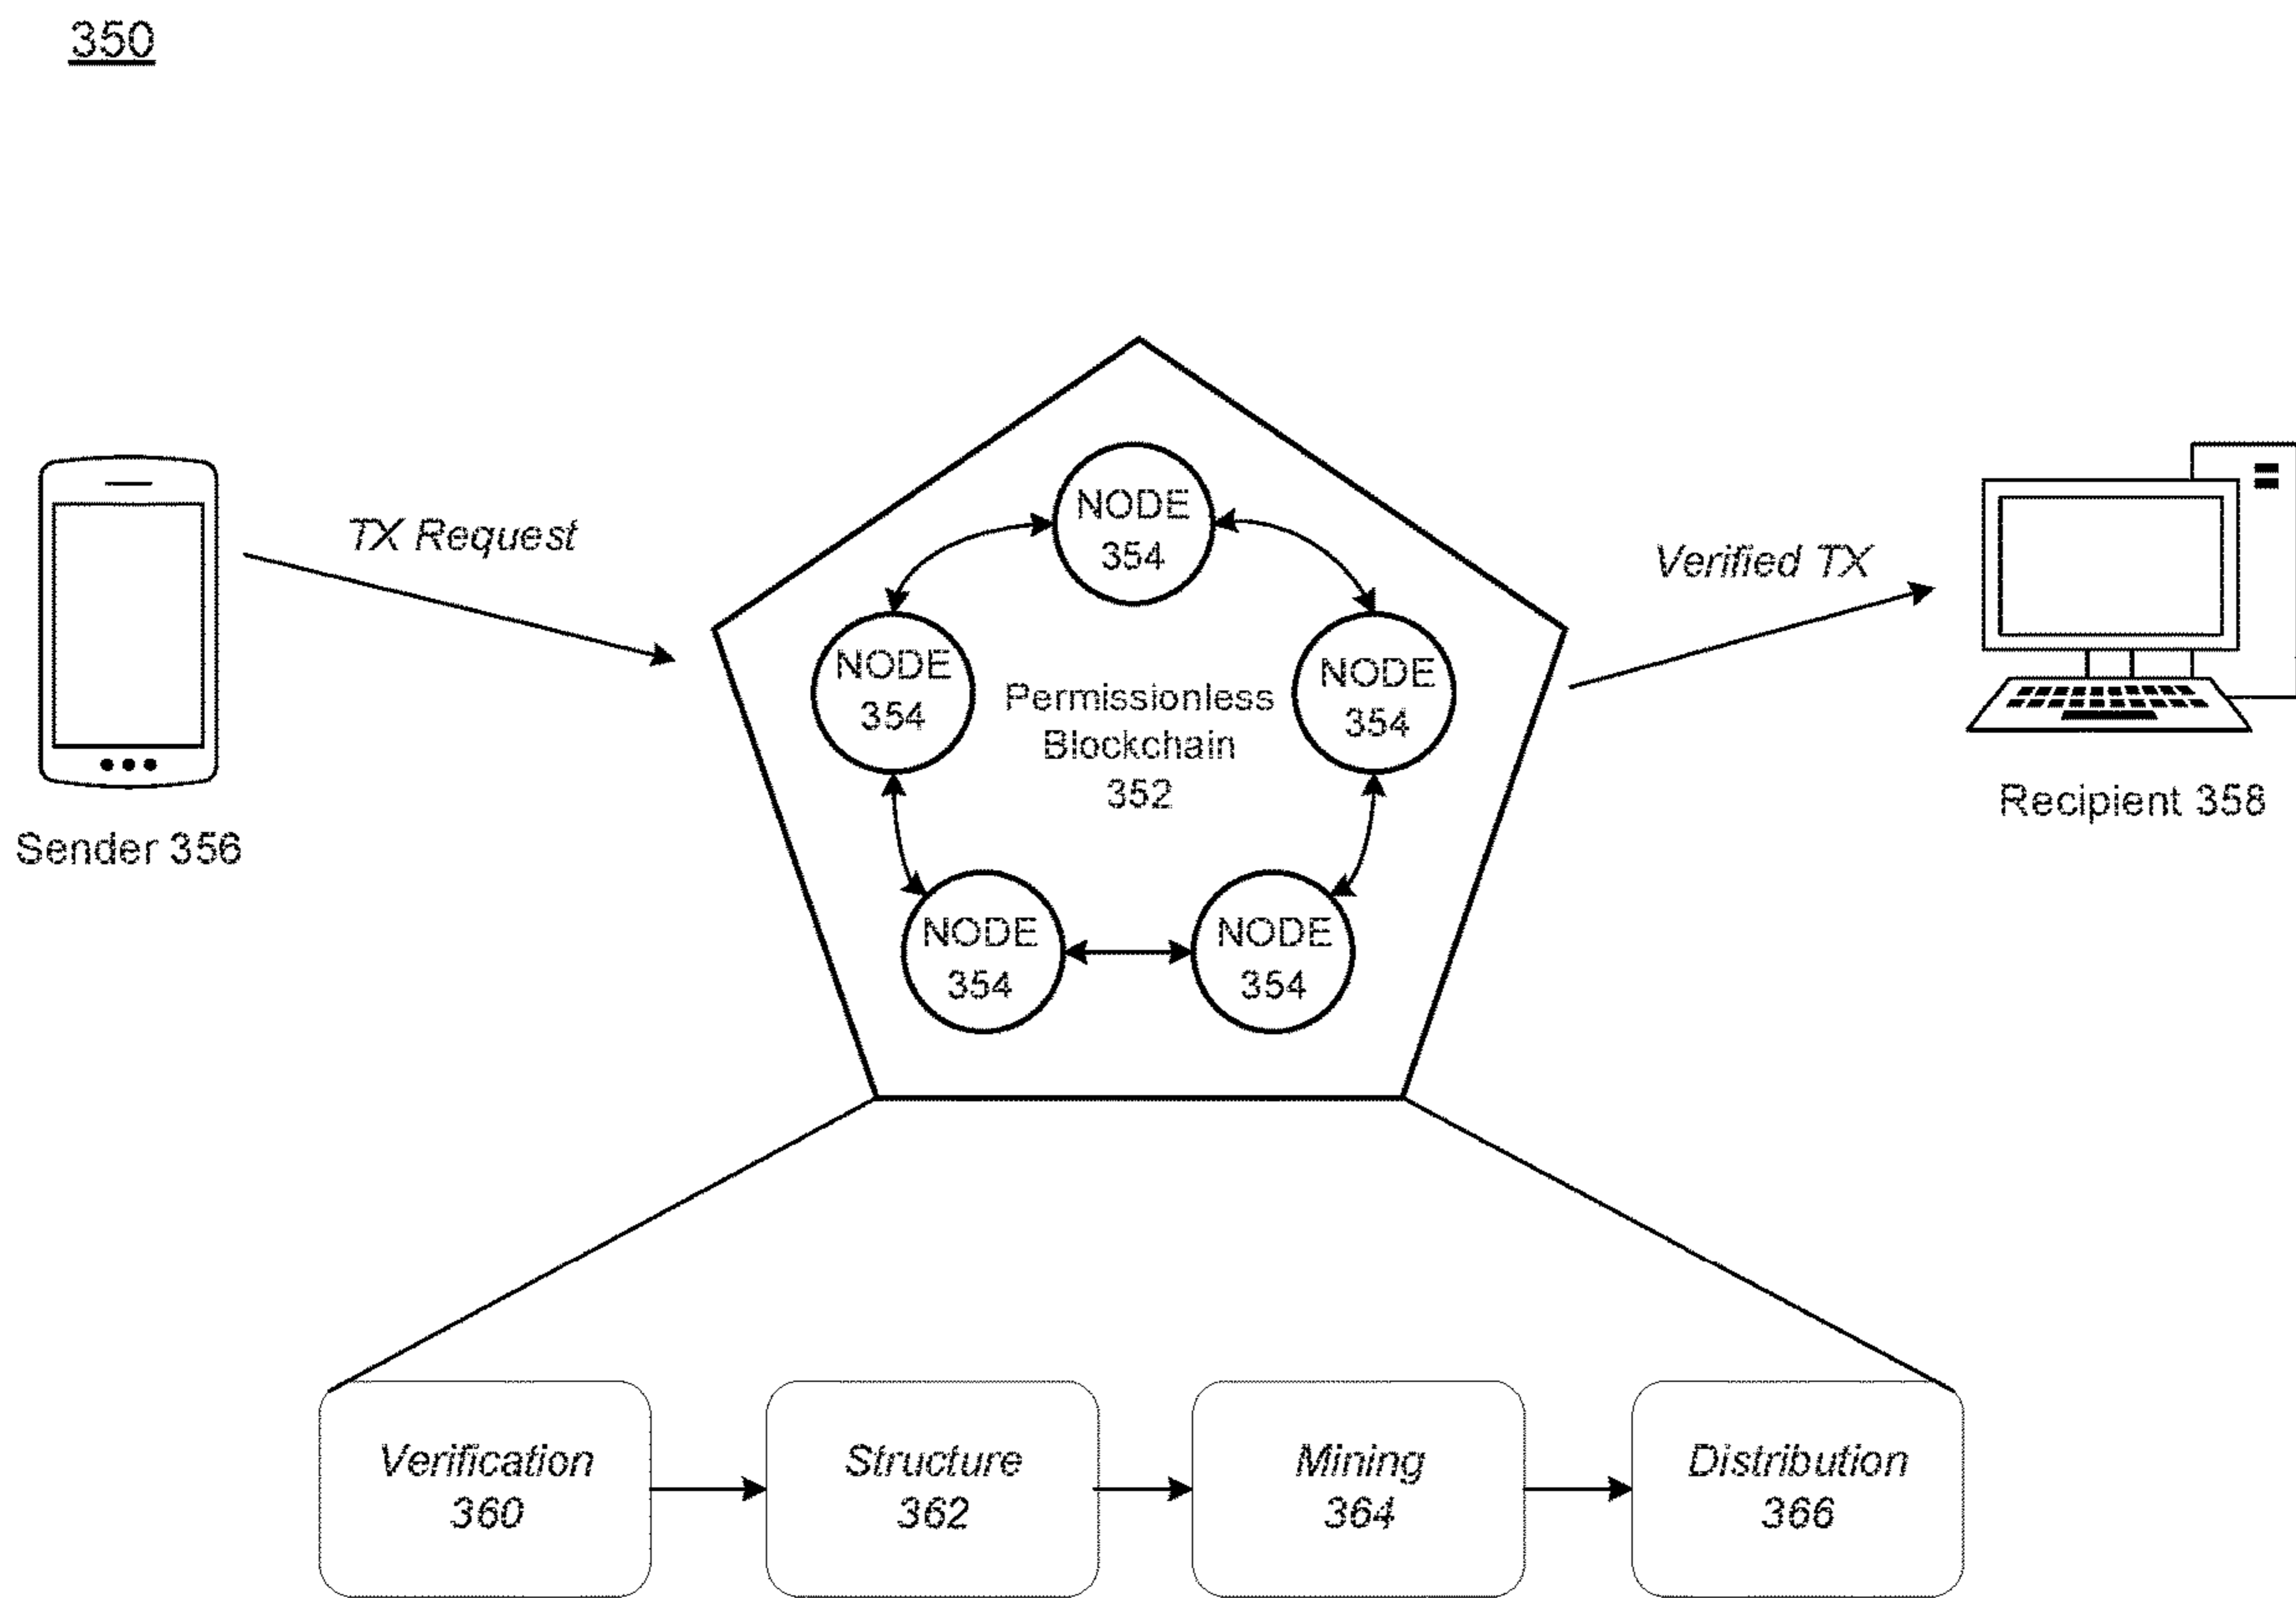 350
TX Request
Verified TX
NODE
354
NODE
354
NODE
354
Permissionless
Blockchain
352
NODE
354
NODE
354
Sender 356
Recipient 358
Verification
360
Structure
362
Mining
364
Distribution
366